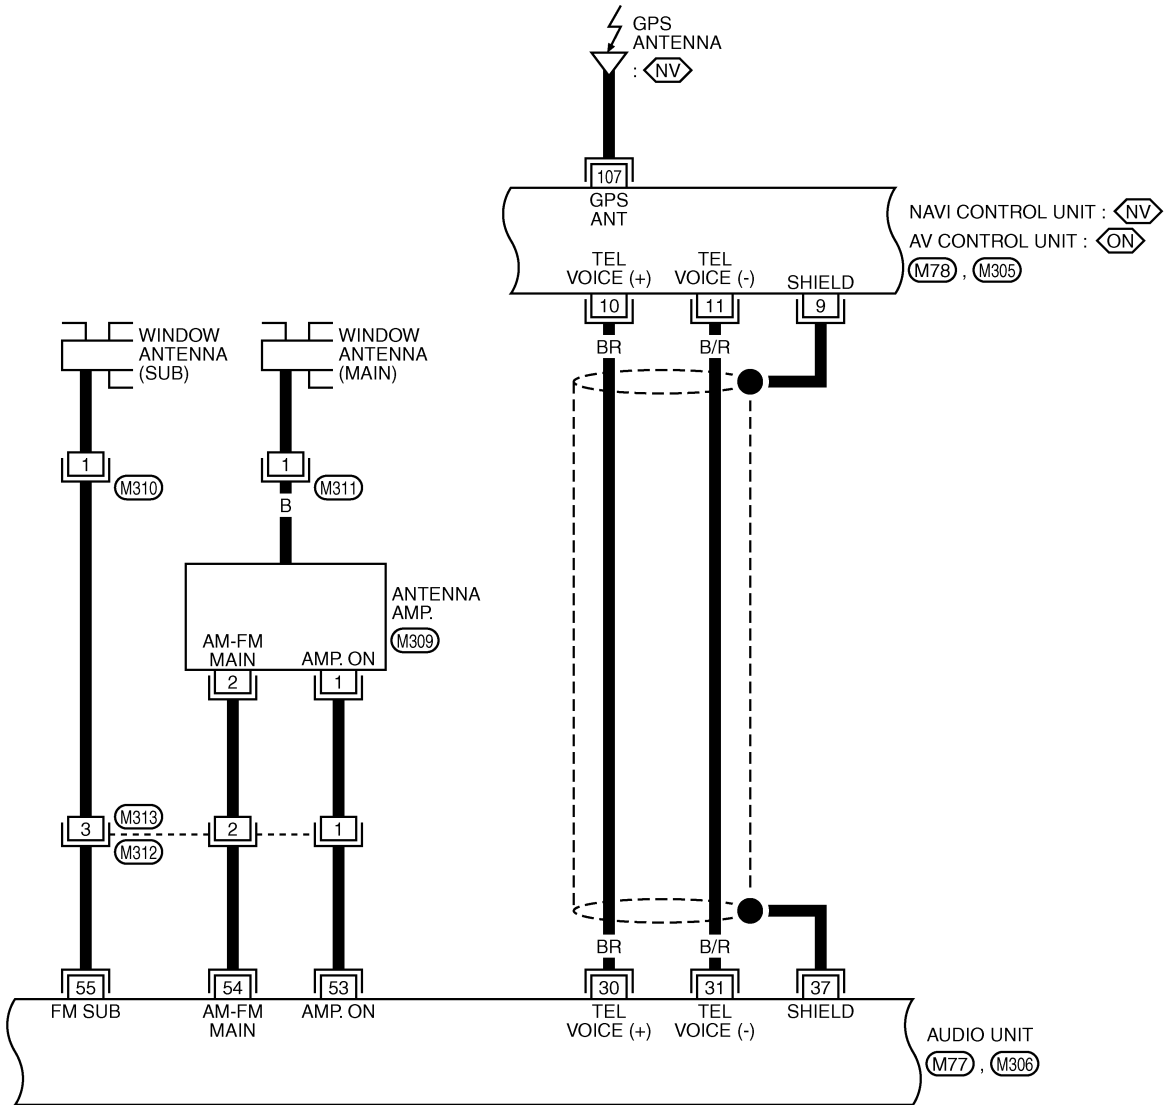 GPS
ANTENNA
: NV
107
GPS
ANT
NAVI CONTROL UNIT : NV
AV CONTROL UNIT : ON
M78 , M305
TEL
VOICE (+)
TEL
VOICE (-)
SHIELD
10
11
9
BR
B/R
WINDOW
ANTENNA
(SUB)
WINDOW
ANTENNA
(MAIN)
1
M310
1
M311
B
ANTENNA
AMP.
M309
AM-FM
MAIN
AMP. ON
2
1
M313
3
2
1
M312
BR
B/R
55
54
53
30
31
37
FM SUB
AM-FM
MAIN
AMP. ON
TEL
VOICE (+)
TEL
VOICE (-)
SHIELD
AUDIO UNIT
M77 , M306